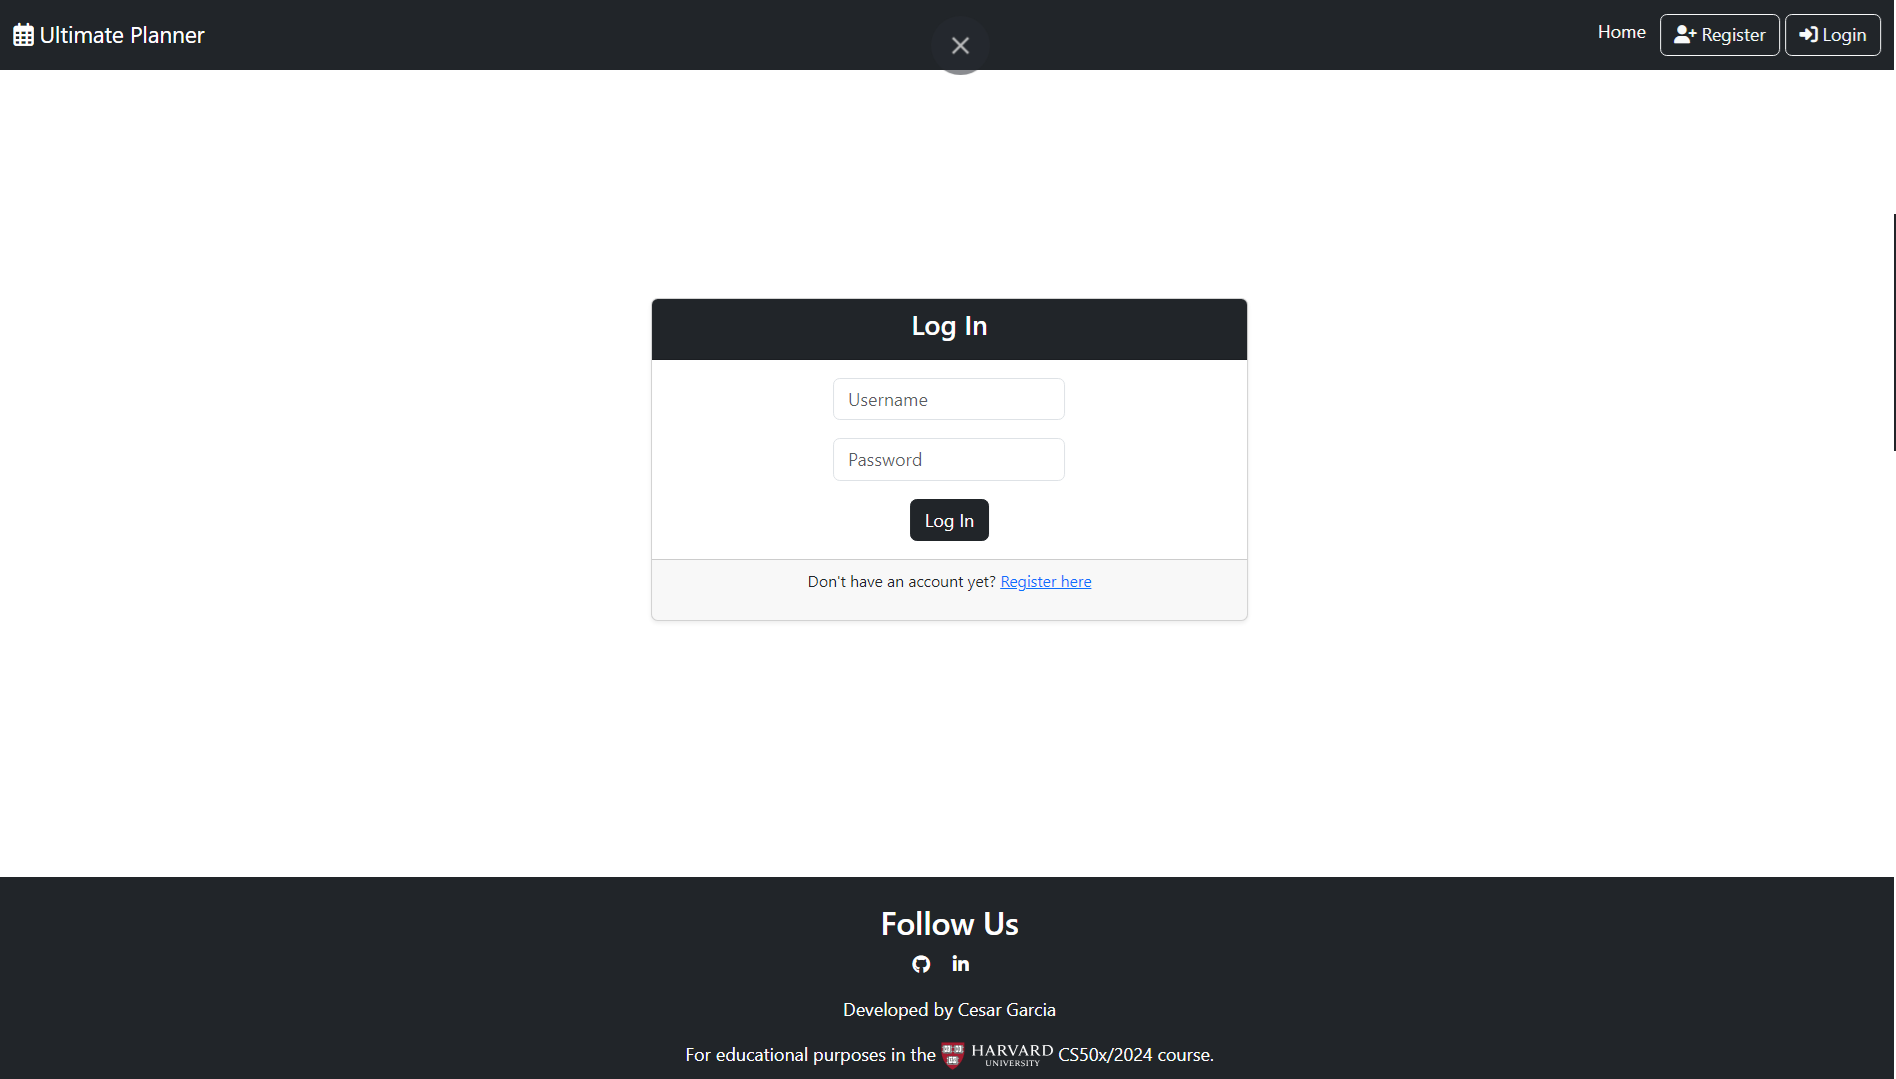 Ultimate Planner
Home
Register
Login
Log In
Username
Password
Log In
Don't have an account yet? Register here
Follow Us
Developed by Cesar Garcia
For educational purposes in the HARVARD UNIVERSITY CS50x/2024 course.